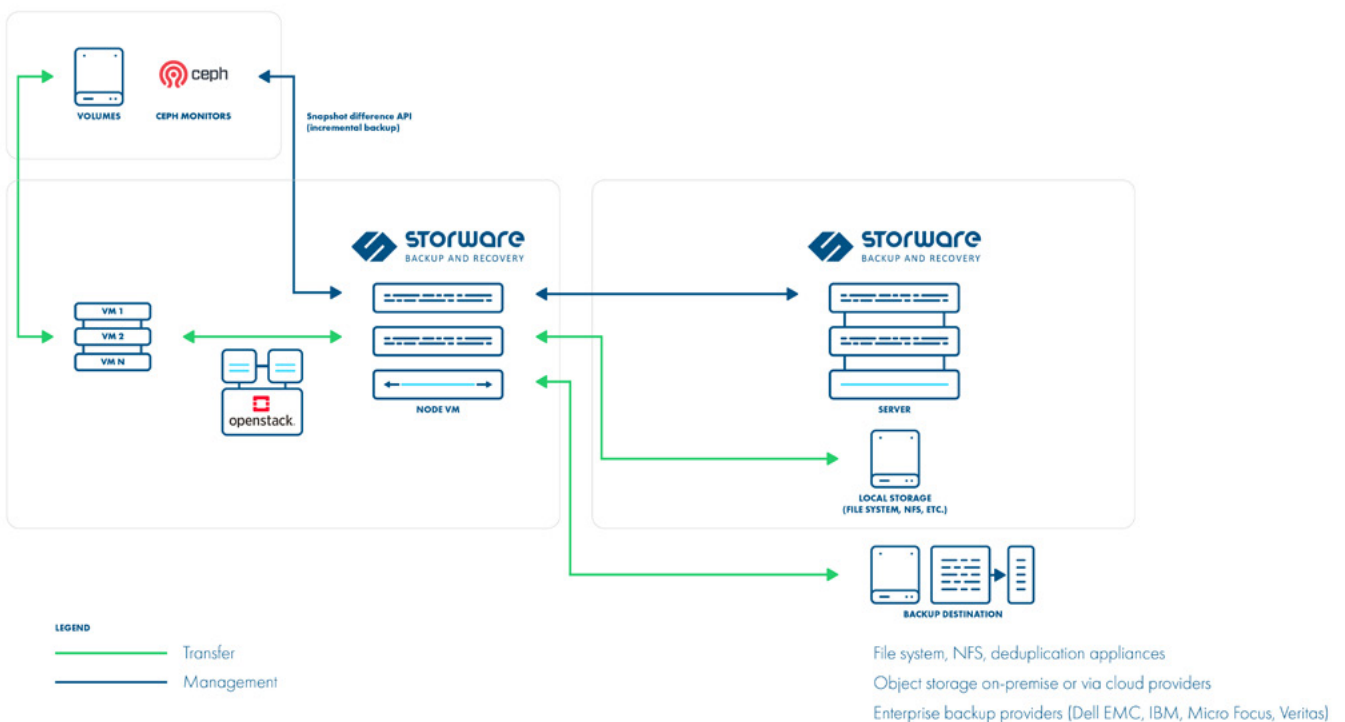 ceph
VOLUMES
CEPH MONITORS
Snapshot difference API
(incremental backup)
STORWARE
BACKUP AND RECOVERY
STORWARE
BACKUP AND RECOVERY
VM 1
VM 2
VM N
openstack.
NODE VM
SERVER
LOCAL STORAGE
(FILE SYSTEM, NFS, ETC.)
BACKUP DESTINATION
LEGEND
Transfer
Management
File system, NFS, deduplication appliances
Object storage on-premise or via cloud providers
Enterprise backup providers (Dell EMC, IBM, Micro Focus, Veritas)